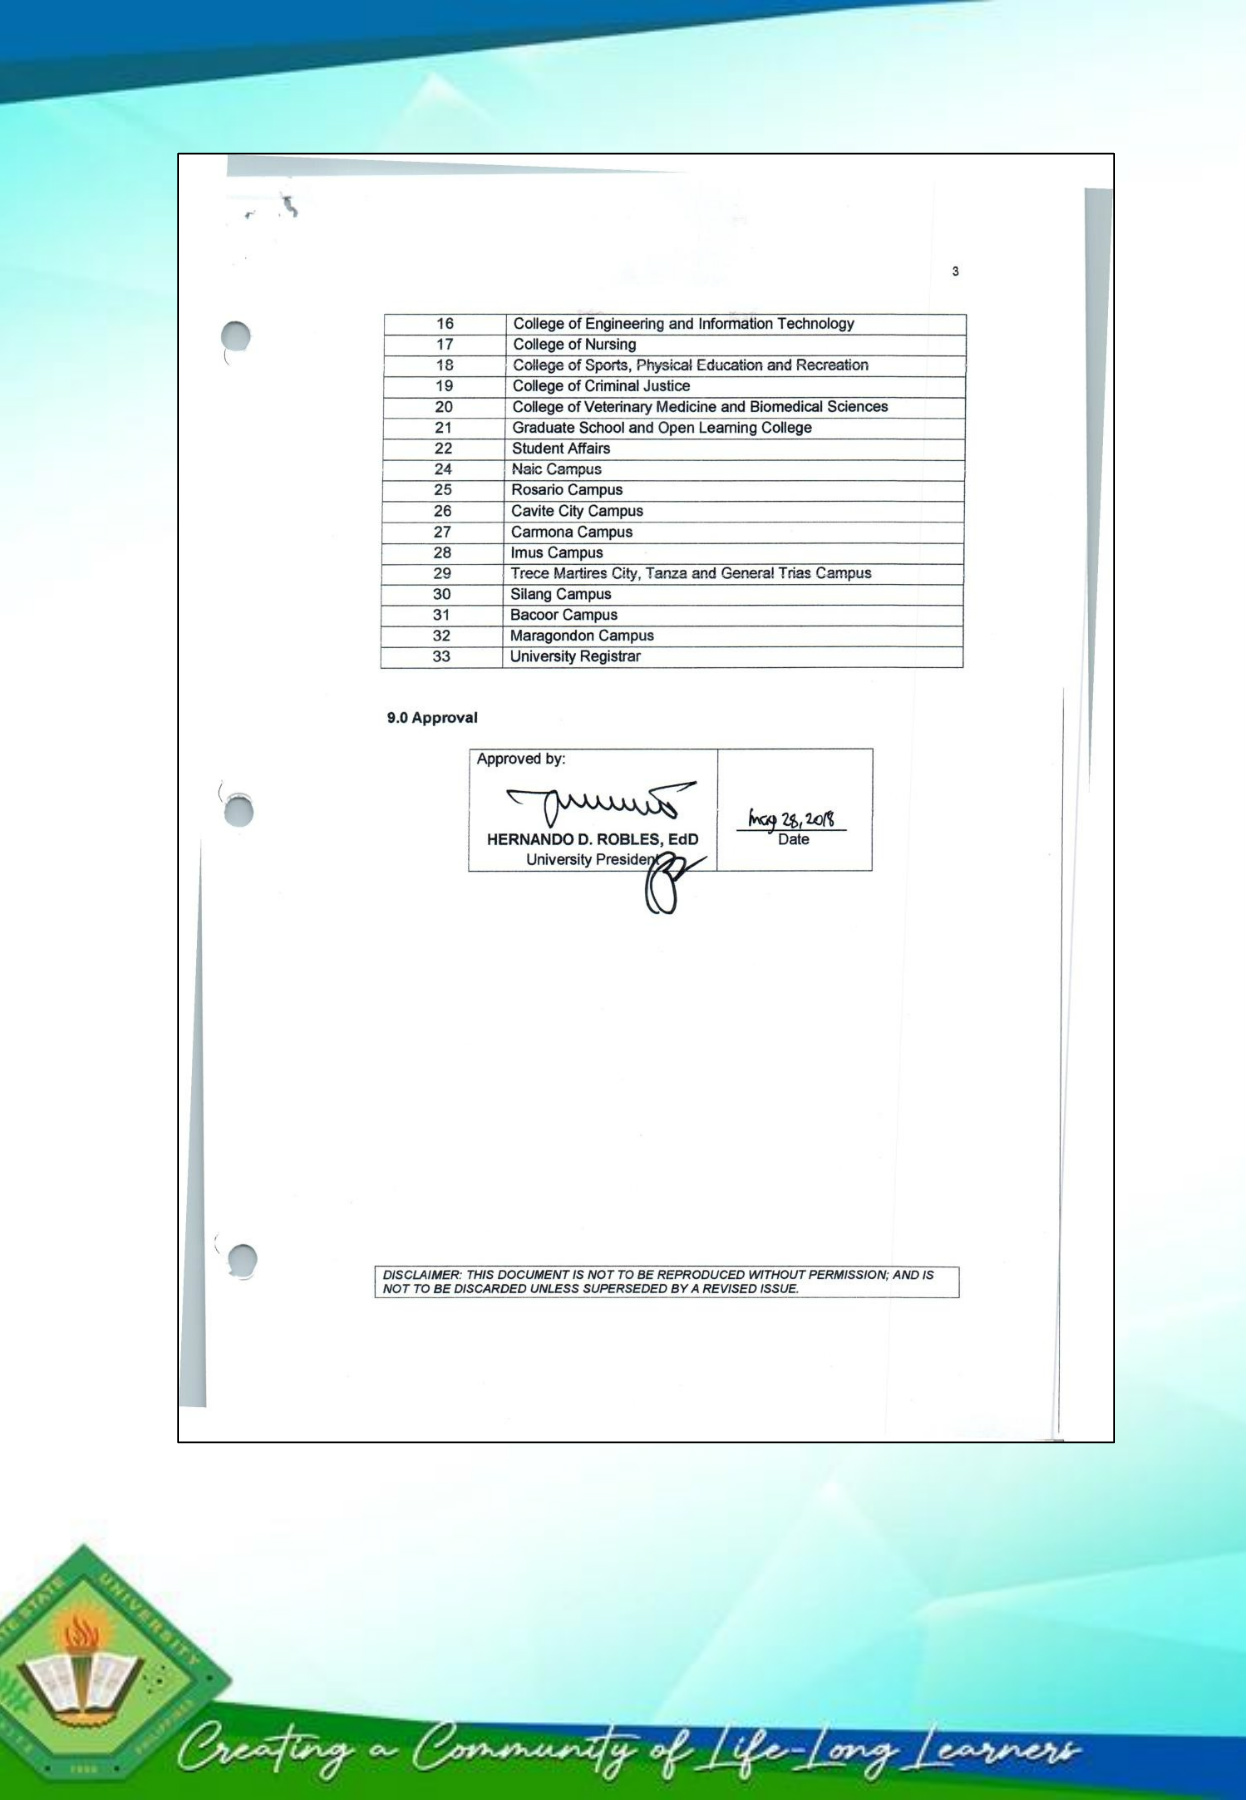 3
16 College of Engineering and Information Technology
17 College of Nursing
18 College of Sports, Physical Education and Recreation
19 College of Criminal Justice
20 College of Veterinary Medicine and Biomedical Sciences
21 Graduate School and Open Learning College
22 Student Affairs
24 Naic Campus
25 Rosario Campus
26 Cavite City Campus
27 Carmona Campus
28 Imus Campus
29 Trece Martires City, Tanza and General Trias Campus
30 Silang Campus
31 Bacoor Campus
32 Maragondon Campus
33 University Registrar
9.0 Approval
Approved by:
HERNANDO D. ROBLES, EdD
University President
May 28, 2018
Date
DISCLAIMER: THIS DOCUMENT IS NOT TO BE REPRODUCED WITHOUT PERMISSION; AND IS
NOT TO BE DISCARDED UNLESS SUPERSEDED BY A REVISED ISSUE.
STATE UNIVERSITY
PHILIPPINES
Creating a Community of Life-Long Learners